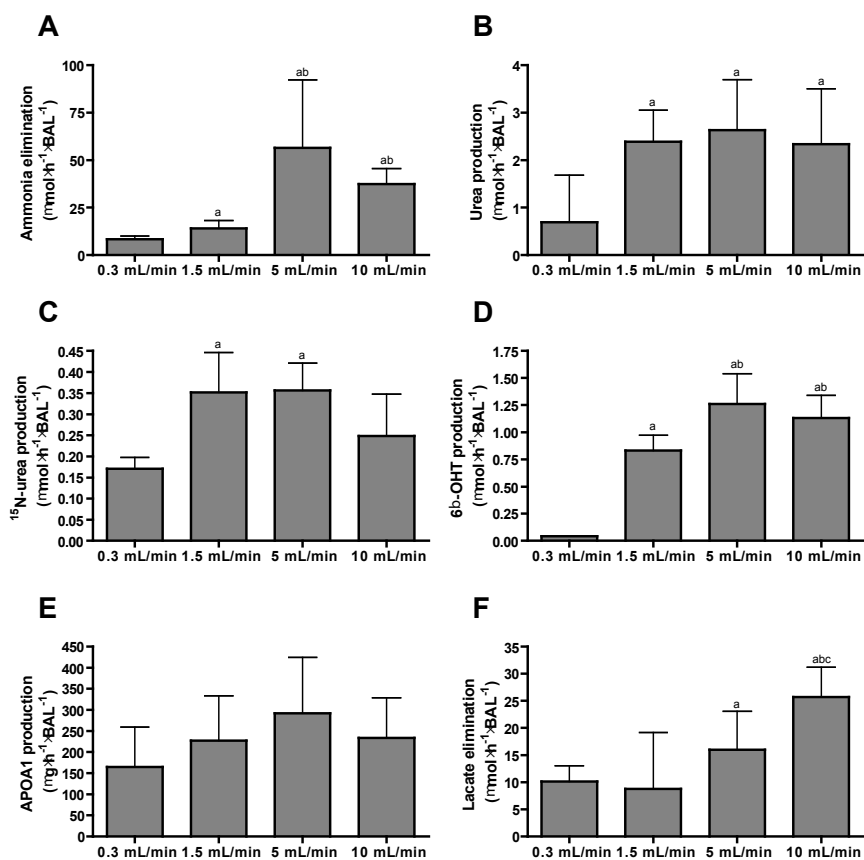 A
Ammonia elimination
(mmol×h⁻¹×BAL⁻¹)
100
75
50
25
0
a
ab
ab
0.3 mL/min 1.5 mL/min 5 mL/min 10 mL/min
B
Urea production
(mmol×h⁻¹×BAL⁻¹)
4
3
2
1
0
a
a
a
0.3 mL/min 1.5 mL/min 5 mL/min 10 mL/min
C
¹⁵N-urea production
(mmol×h⁻¹×BAL⁻¹)
0.45
0.40
0.35
0.30
0.25
0.20
0.15
0.10
0.05
0.00
a
a
0.3 mL/min 1.5 mL/min 5 mL/min 10 mL/min
D
6b-OHT production
(mmol×h⁻¹×BAL⁻¹)
1.75
1.50
1.25
1.00
0.75
0.50
0.25
0.00
a
ab
ab
0.3 mL/min 1.5 mL/min 5 mL/min 10 mL/min
E
APOA1 production
(mg×h⁻¹×BAL⁻¹)
450
400
350
300
250
200
150
100
50
0
0.3 mL/min 1.5 mL/min 5 mL/min 10 mL/min
F
Lacate elimination
(mmol×h⁻¹×BAL⁻¹)
35
30
25
20
15
10
5
0
a
abc
0.3 mL/min 1.5 mL/min 5 mL/min 10 mL/min